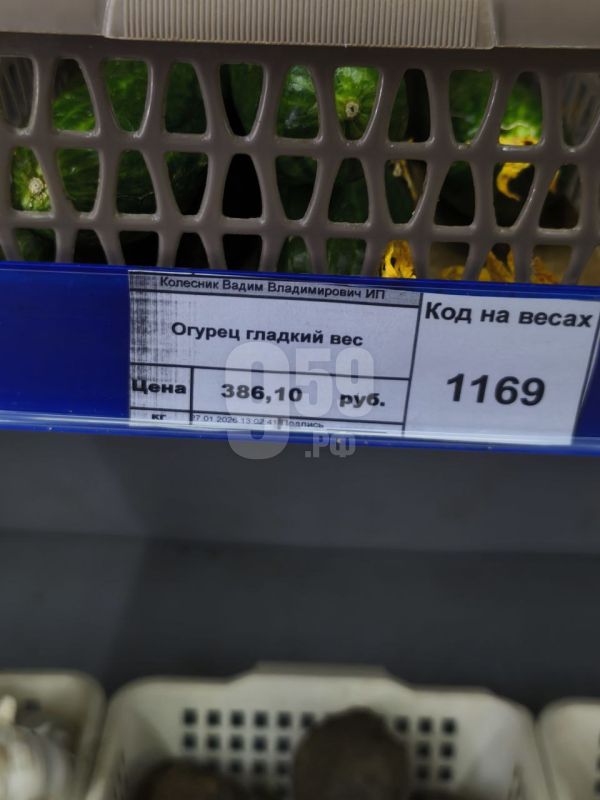 Колесник Вадим Владимирович ИП
Огурец гладкий вес
Цена 386,10 руб.
кг 27.01.2026 13:02:41 Подпись
Код на весах
1169
959
.РФ